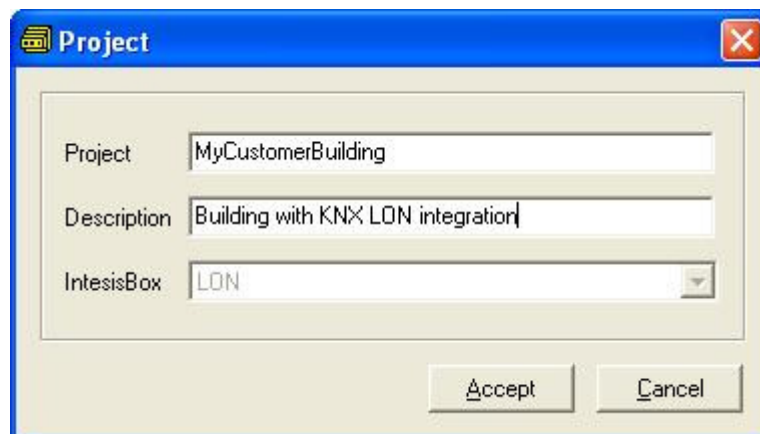 Project
Project MyCustomerBuilding
Description Building with KNX LON integration
IntesisBox LON
Accept Cancel